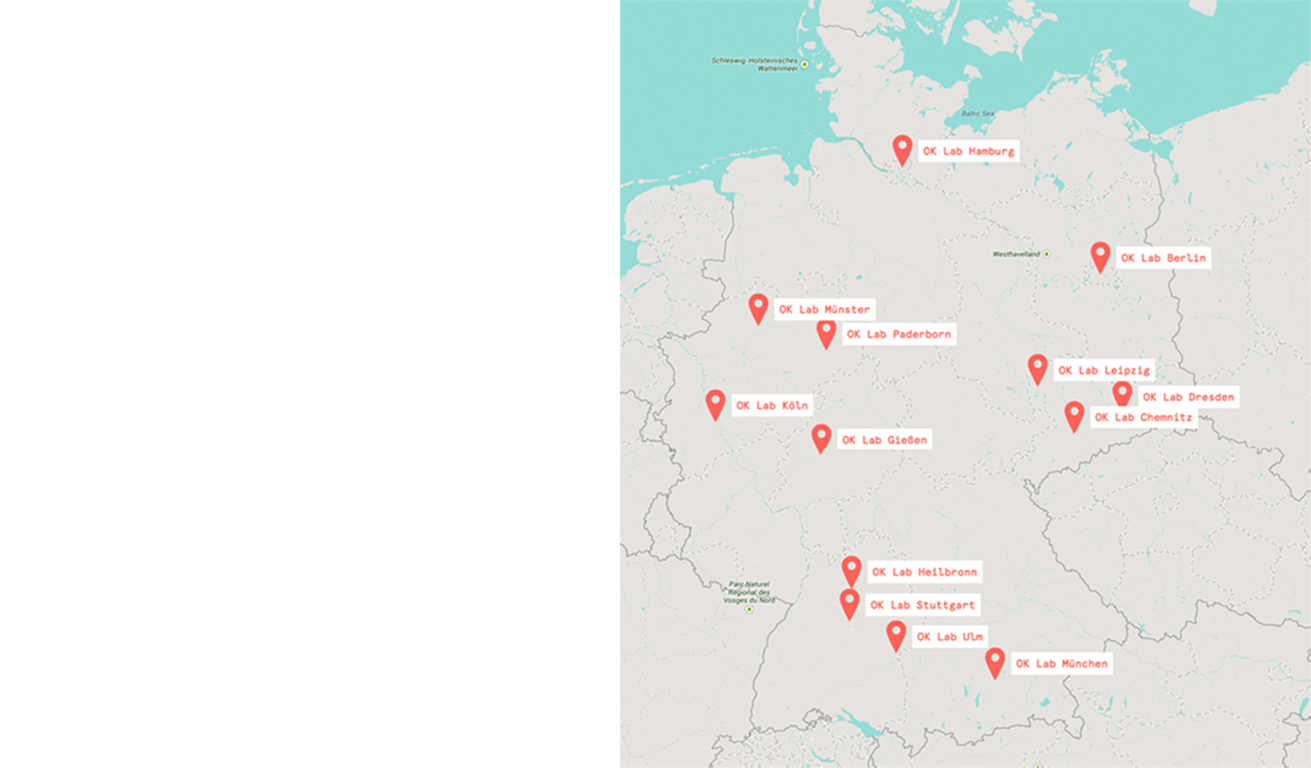 Schleswig-Holsteinisches
Wattenmeer
Baltic Sea
OK Lab Hamburg
Westhavelland
OK Lab Berlin
OK Lab Münster
OK Lab Paderborn
OK Lab Leipzig
OK Lab Dresden
OK Lab Köln
OK Lab Chemnitz
OK Lab Gießen
OK Lab Heilbronn
Parc Naturel
Régional des
Vosges du Nord
OK Lab Stuttgart
OK Lab Ulm
OK Lab München